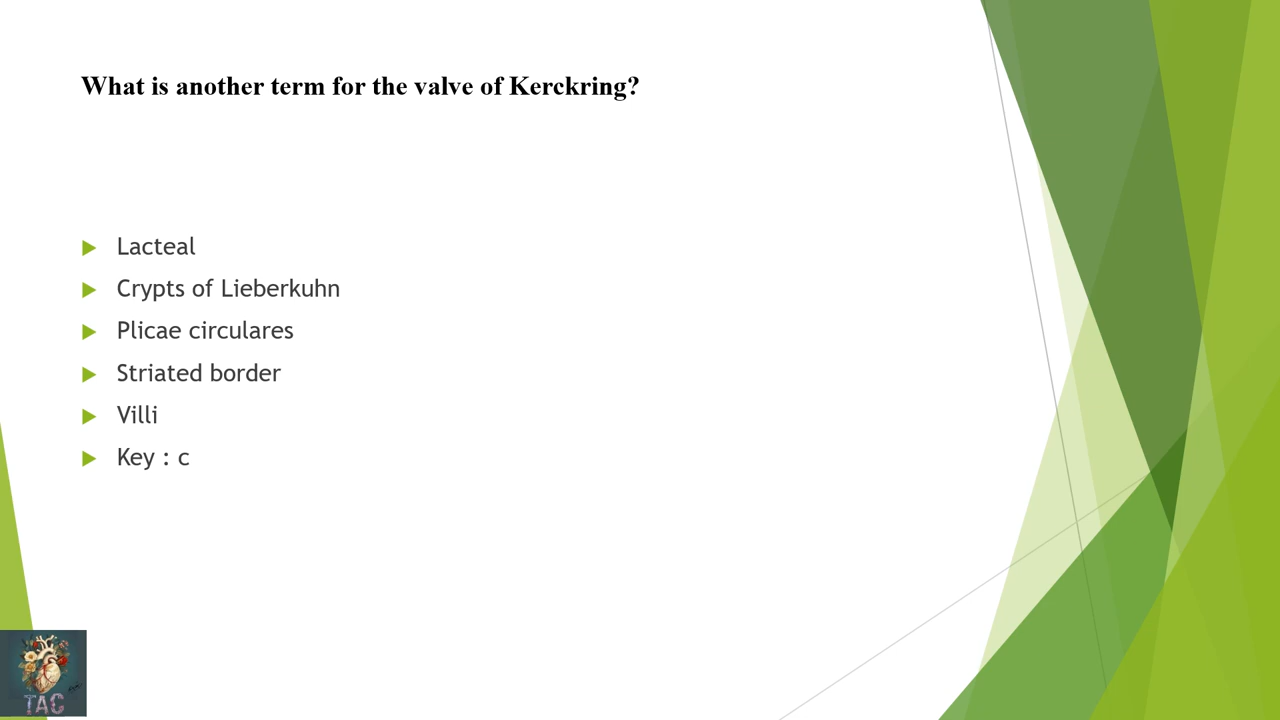 What is another term for the valve of Kerckring?
Lacteal
Crypts of Lieberkuhn
Plicae circulares
Striated border
Villi
Key : c
TAC